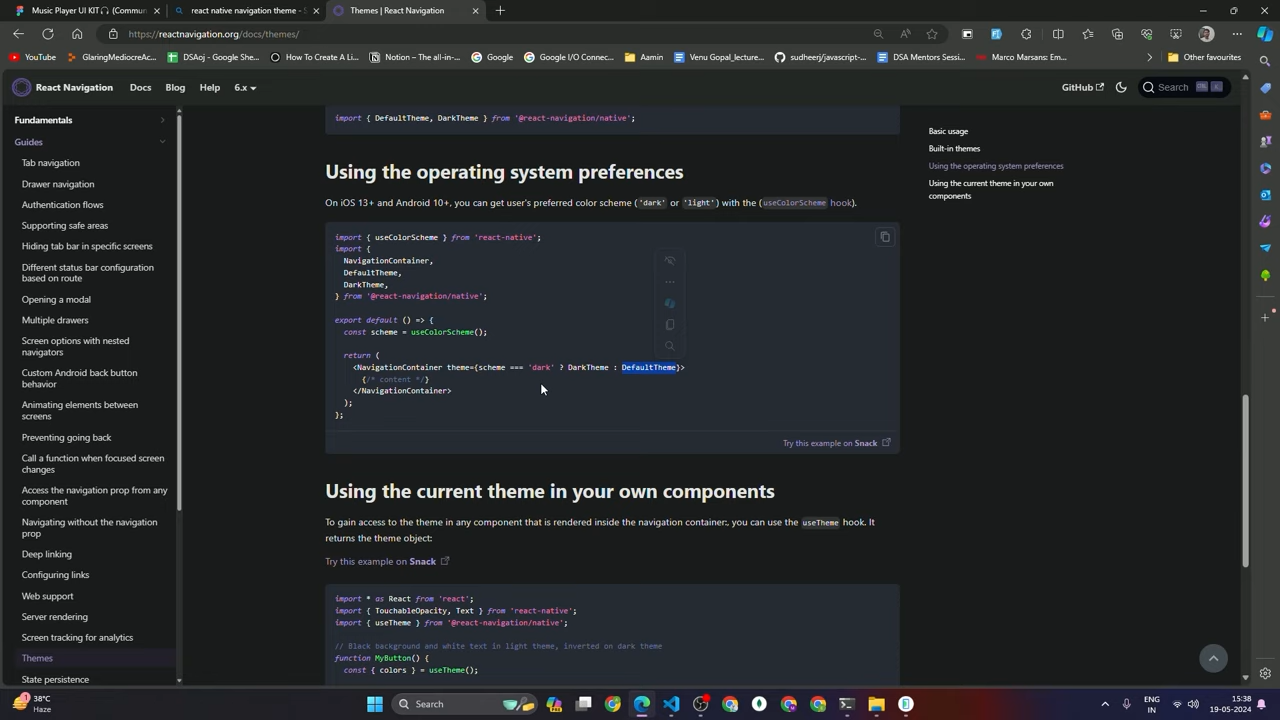 Music Player UI KIT🎧 (Commun
react native navigation theme - S
Themes | React Navigation
https://reactnavigation.org/docs/themes/
YouTube
GlaringMediocreAc...
DSAoj - Google She...
How To Create A Li...
Notion – The all-in-...
Google
Google I/O Connec...
Aamin
Venu Gopal_lecture...
sudheerj/javascript-...
DSA Mentors Sessi...
Marco Marsans: Em...
Other favourites
React Navigation
Docs
Blog
Help
6.x
GitHub
Search
Fundamentals
Guides
Tab navigation
Drawer navigation
Authentication flows
Supporting safe areas
Hiding tab bar in specific screens
Different status bar configuration
based on route
Opening a modal
Multiple drawers
Screen options with nested
navigators
Custom Android back button
behavior
Animating elements between
screens
Preventing going back
Call a function when focused screen
changes
Access the navigation prop from any
component
Navigating without the navigation
prop
Deep linking
Configuring links
Web support
Server rendering
Screen tracking for analytics
Themes
State persistence
import { DefaultTheme, DarkTheme } from '@react-navigation/native';
Using the operating system preferences
On iOS 13+ and Android 10+, you can get user's preferred color scheme ('dark' or 'light') with the (useColorScheme hook).
import { useColorScheme } from 'react-native';
import {
NavigationContainer,
DefaultTheme,
DarkTheme,
} from '@react-navigation/native';
export default () => {
const scheme = useColorScheme();
return (
<NavigationContainer theme={scheme === 'dark' ? DarkTheme : DefaultTheme}>
{/* content */}
</NavigationContainer>
);
};
Try this example on Snack
Using the current theme in your own components
To gain access to the theme in any component that is rendered inside the navigation container:, you can use the useTheme hook. It
returns the theme object:
Try this example on Snack
import * as React from 'react';
import { TouchableOpacity, Text } from 'react-native';
import { useTheme } from '@react-navigation/native';
// Black background and white text in light theme, inverted on dark theme
function MyButton() {
const { colors } = useTheme();
Basic usage
Built-in themes
Using the operating system preferences
Using the current theme in your own
components
38°C
Haze
Search
ENG
IN
15:38
19-05-2024